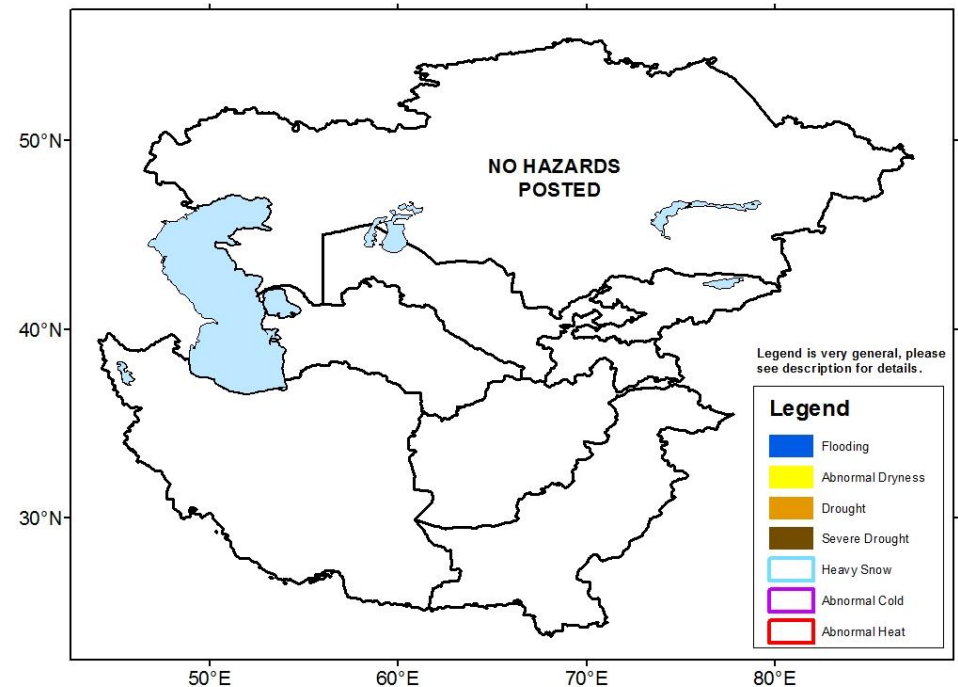 50°N
NO HAZARDS
POSTED
40°N
Legend is very general, please
see description for details.
Legend
Flooding
Abnormal Dryness
Drought
30°N
Severe Drought
Heavy Snow
Abnormal Cold
Abnormal Heat
50°E 60°E 70°E 80°E